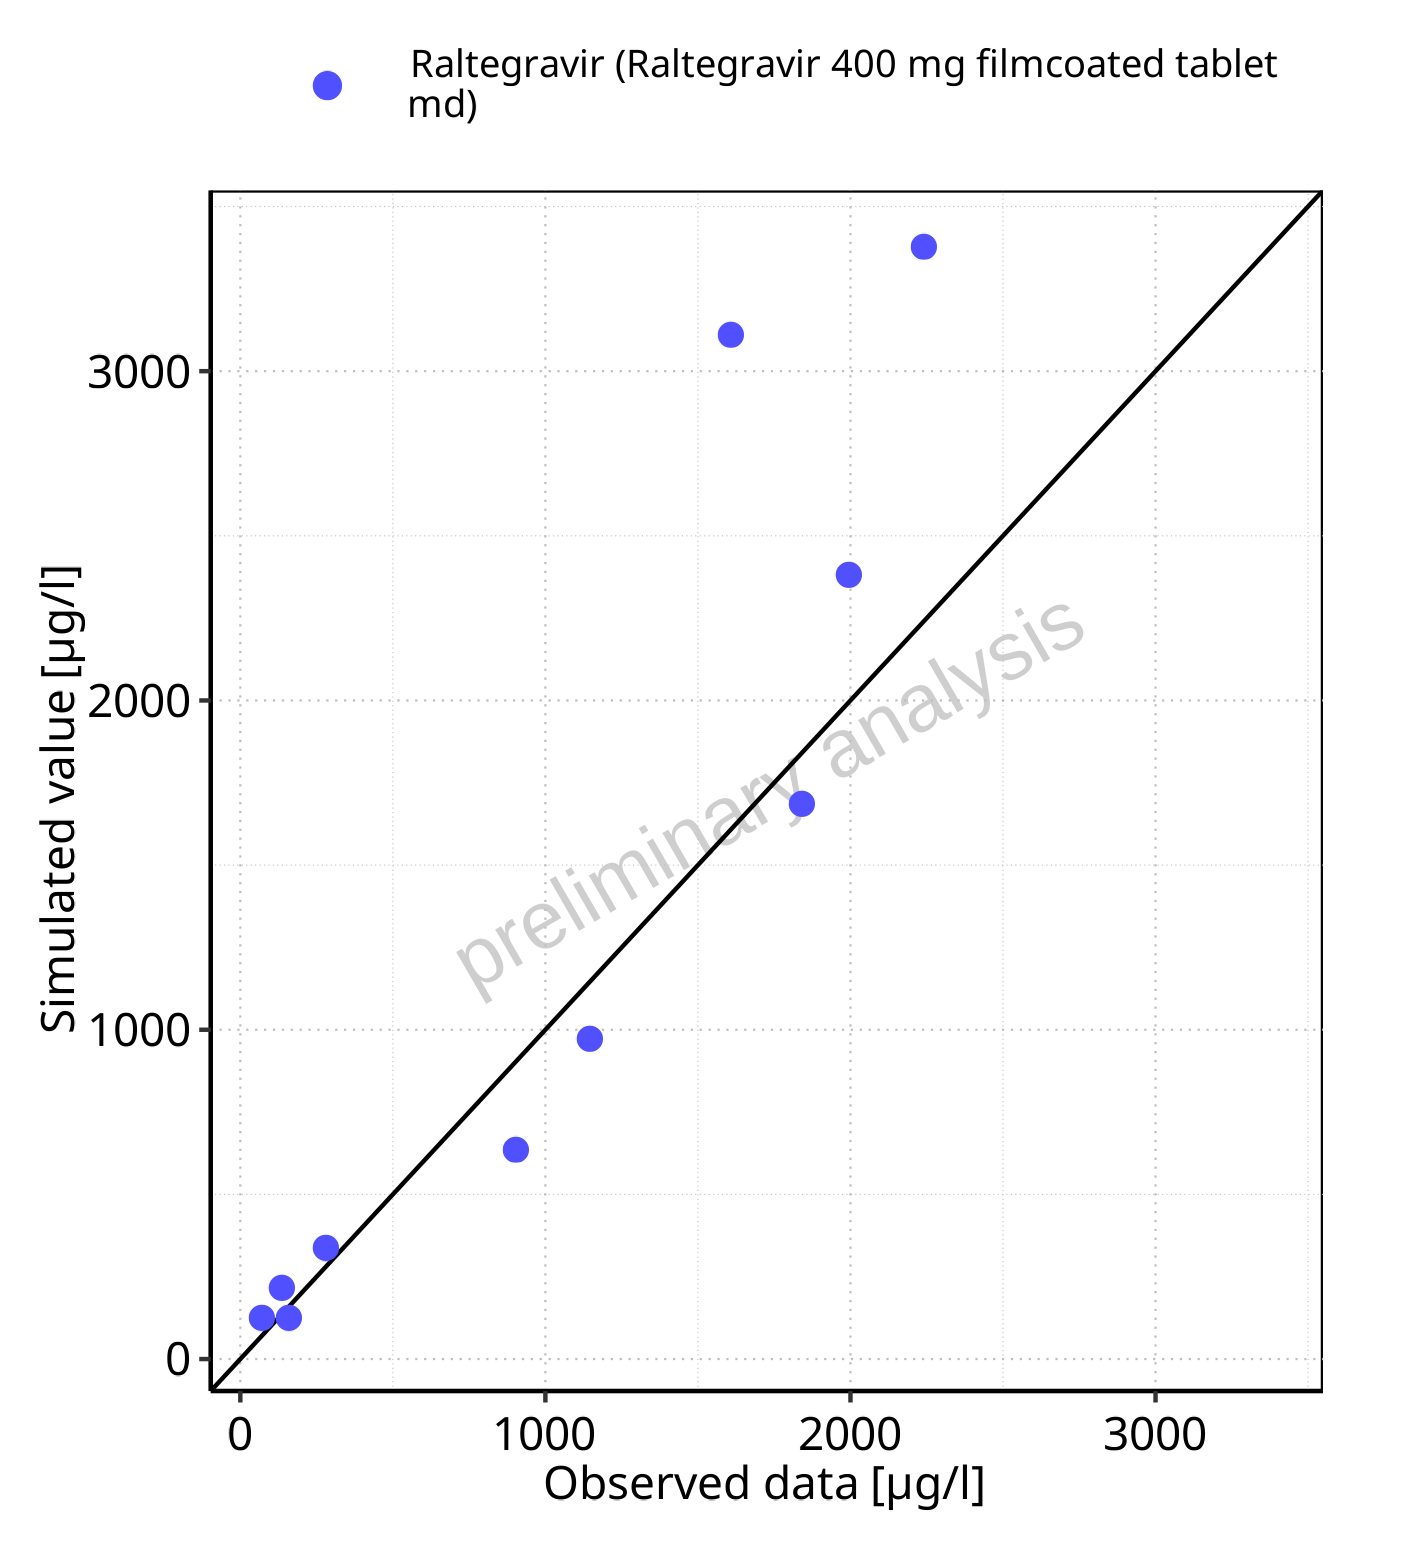 Raltegravir (Raltegravir 400 mg filmcoated tablet
md)
3000
2000
1000
0
Simulated value [µg/l]
preliminary analysis
0 1000 2000 3000
Observed data [µg/l]